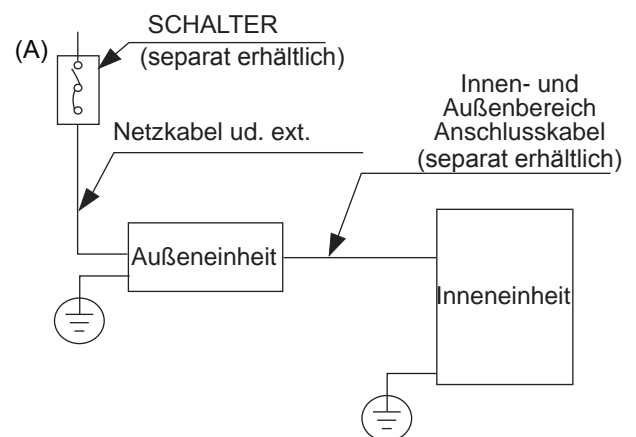 SCHALTER
(A)
(separat erhältlich)
Innen- und
Außenbereich
Anschlusskabel
(separat erhältlich)
Netzkabel ud. ext.
Außeneinheit
Inneneinheit